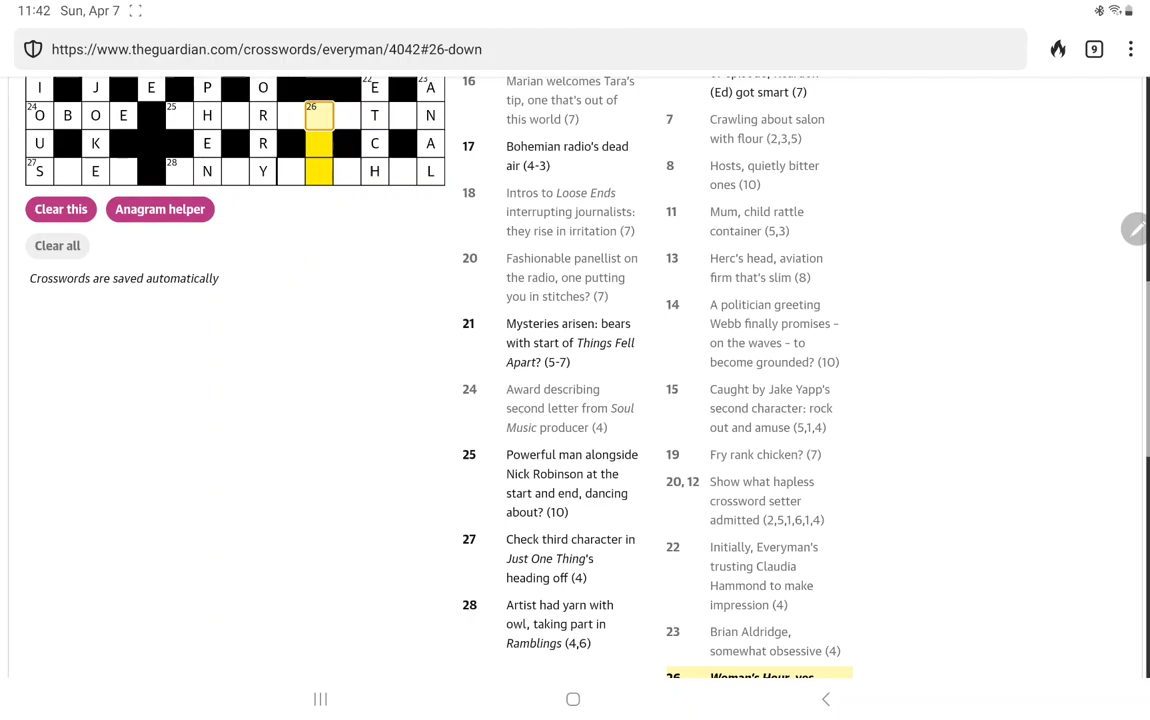 11:42 Sun, Apr 7
https://www.theguardian.com/crosswords/everyman/4042#26-down
9
I J E P O 22 E 23 A
24 O B O E 25 H R 26 T N
U K E R C A
27 S E 28 N Y H L
Clear this
Anagram helper
Clear all
Crosswords are saved automatically
16 Marian welcomes Tara's
tip, one that's out of
this world (7)
17 Bohemian radio's dead
air (4-3)
18 Intros to Loose Ends
interrupting journalists:
they rise in irritation (7)
20 Fashionable panellist on
the radio, one putting
you in stitches? (7)
21 Mysteries arisen: bears
with start of Things Fell
Apart? (5-7)
24 Award describing
second letter from Soul
Music producer (4)
25 Powerful man alongside
Nick Robinson at the
start and end, dancing
about? (10)
27 Check third character in
Just One Thing's
heading off (4)
28 Artist had yarn with
owl, taking part in
Ramblings (4,6)
(Ed) got smart (7)
7 Crawling about salon
with flour (2,3,5)
8 Hosts, quietly bitter
ones (10)
11 Mum, child rattle
container (5,3)
13 Herc's head, aviation
firm that's slim (8)
14 A politician greeting
Webb finally promises -
on the waves - to
become grounded? (10)
15 Caught by Jake Yapp's
second character: rock
out and amuse (5,1,4)
19 Fry rank chicken? (7)
20, 12 Show what hapless
crossword setter
admitted (2,5,1,6,1,4)
22 Initially, Everyman's
trusting Claudia
Hammond to make
impression (4)
23 Brian Aldridge,
somewhat obsessive (4)
26 Woman's Hour, yes